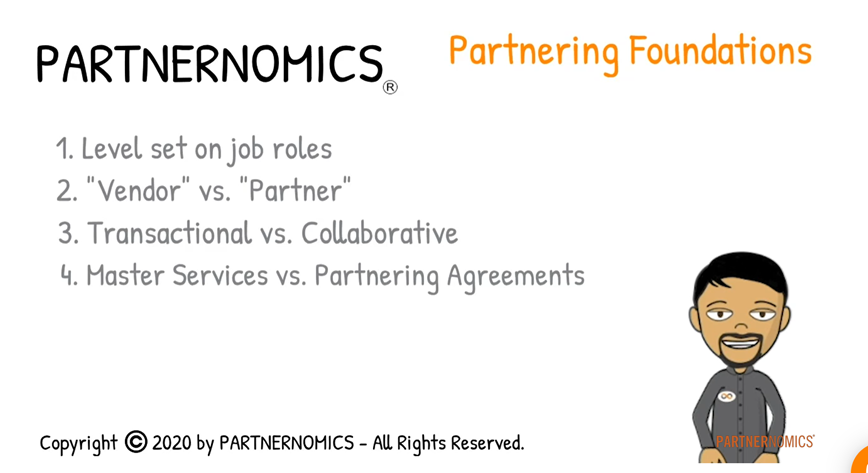 PARTNERNOMICS®
Partnering Foundations
1. Level set on job roles
2. "Vendor" vs. "Partner"
3. Transactional vs. Collaborative
4. Master Services vs. Partnering Agreements
PARTNERNOMICS®
Copyright © 2020 by PARTNERNOMICS – All Rights Reserved.